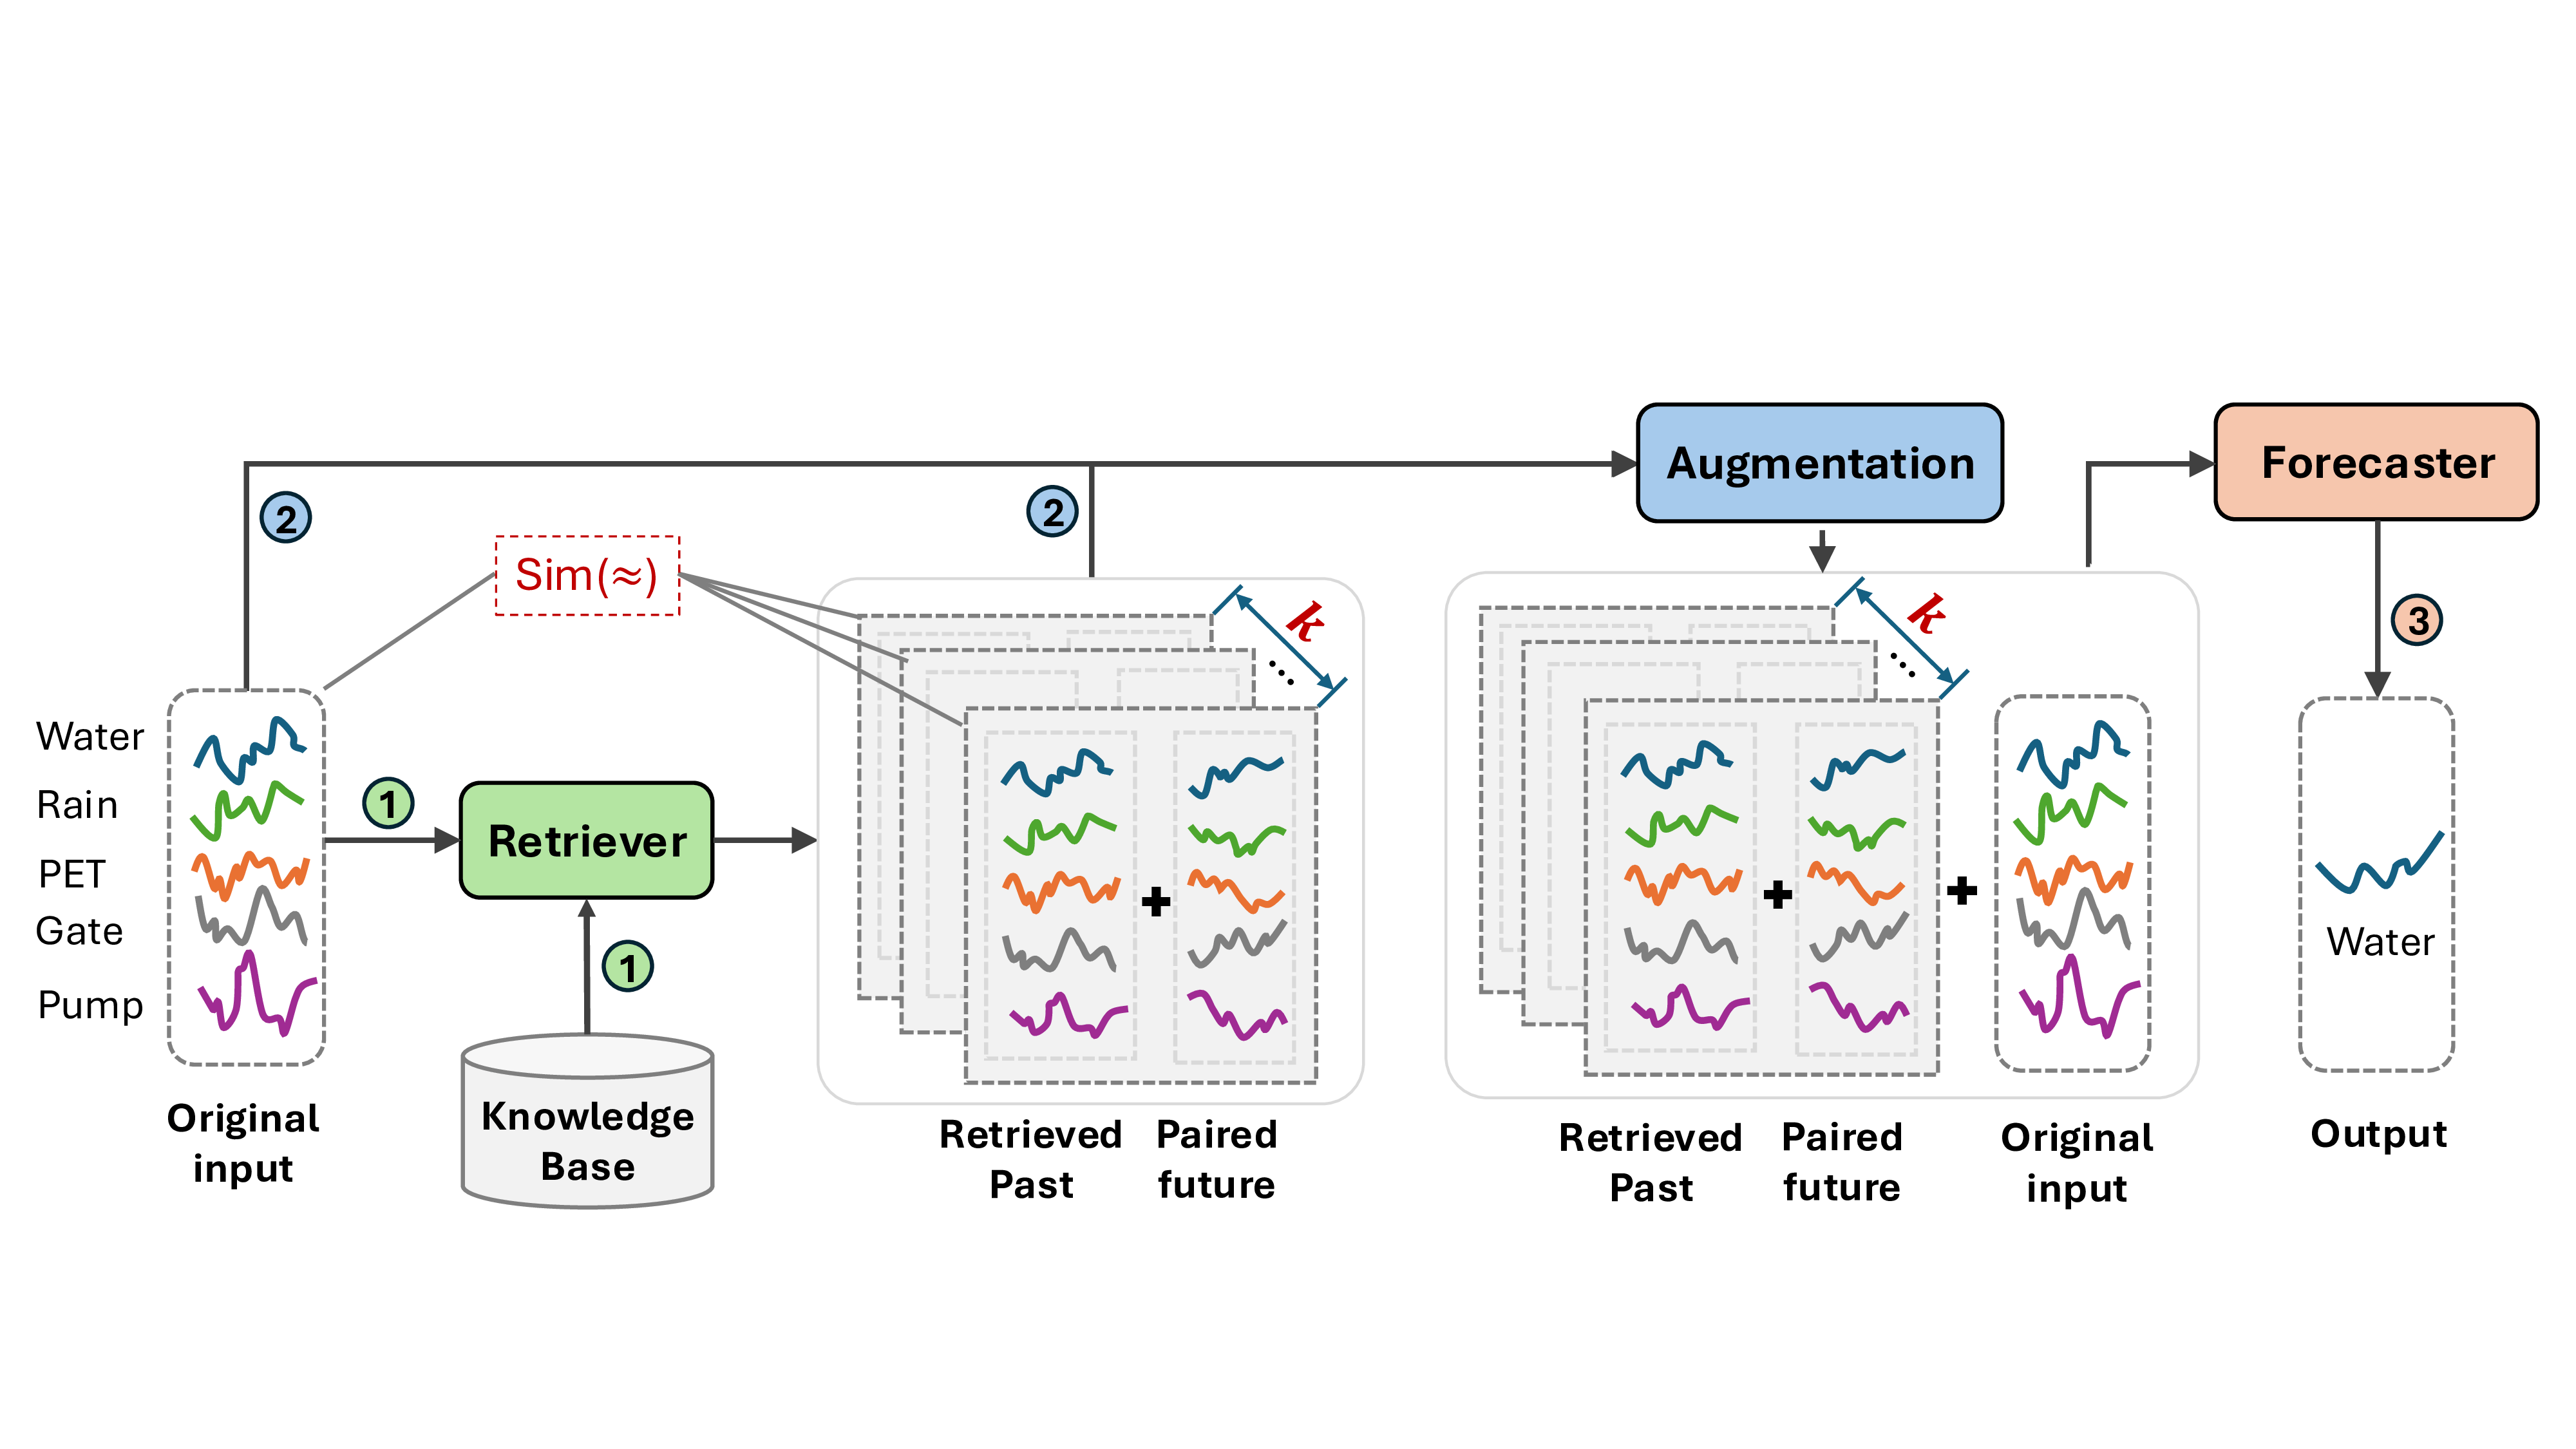 Augmentation
Forecaster
2
2
Sim(≈)
k
k
3
Water
Rain
PET
Gate
Pump
1
Retriever
1
Water
Knowledge
Base
Original
input
Retrieved
Past
Paired
future
Retrieved
Past
Paired
future
Original
input
Output